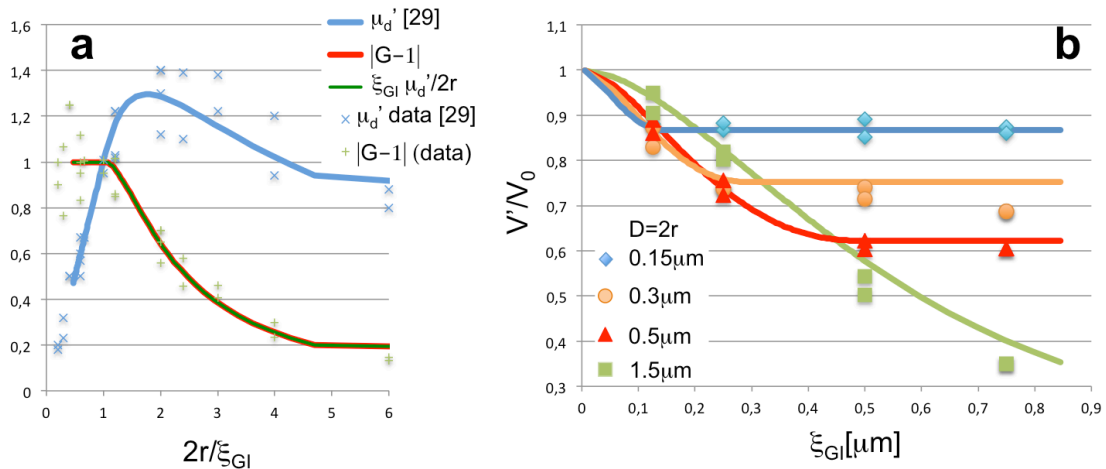 a
μd' [29]
|G−1|
ξGI μd'/2r
μd' data [29]
|G−1| (data)
1,6
1,4
1,2
1
0,8
0,6
0,4
0,2
0
0 1 2 3 4 5 6
2r/ξGI
b
V'/V0
1,1
1
0,9
0,8
0,7
0,6
0,5
0,4
0,3
D=2r
0.15μm
0.3μm
0.5μm
1.5μm
0 0,1 0,2 0,3 0,4 0,5 0,6 0,7 0,8 0,9
ξGI[μm]